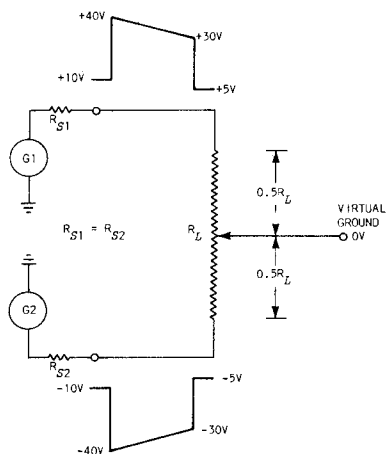 +40V
+30V
+10V
+5V
R_S1
G1
0.5R_L
VIRTUAL
GROUND
R_S1 = R_S2
R_L
0V
0.5R_L
G2
R_S2
-10V
-5V
-30V
-40V